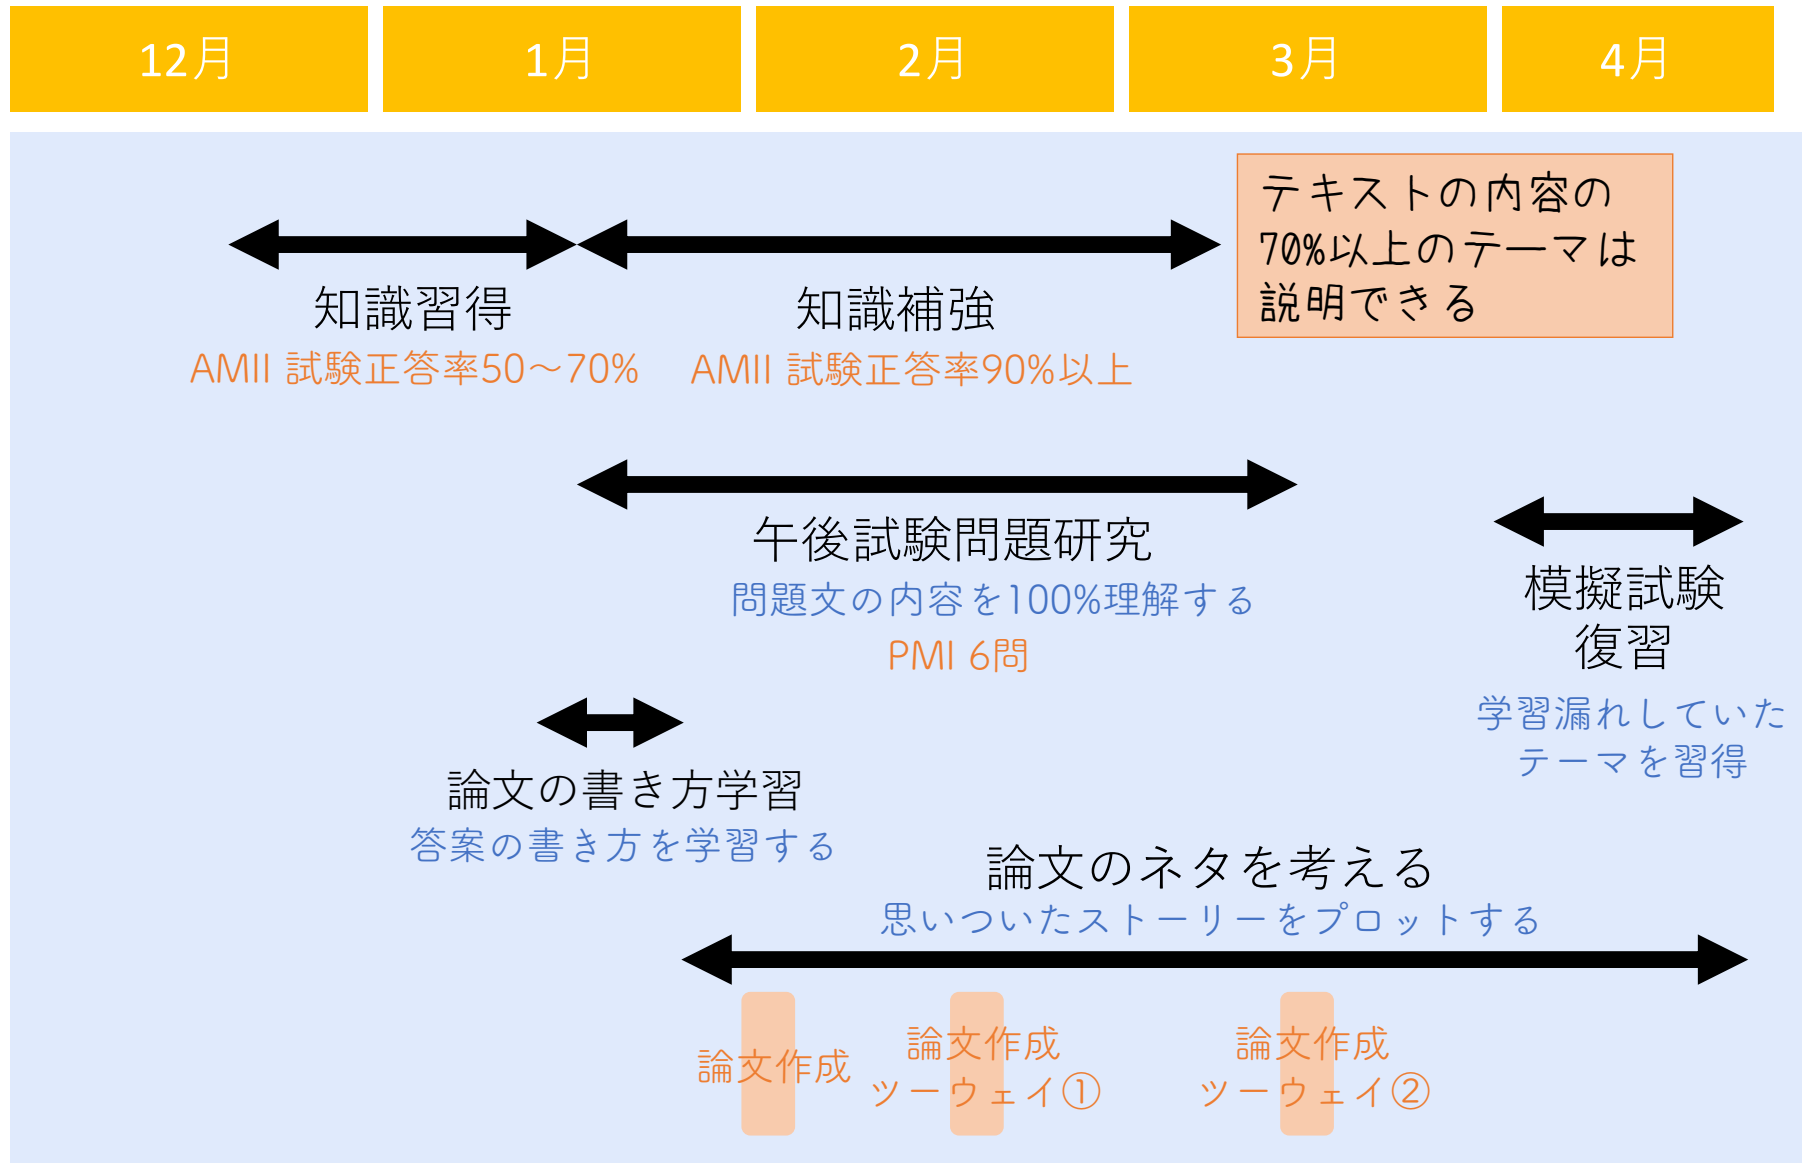 12月
1月
2月
3月
4月
テキストの内容の
70%以上のテーマは
説明できる
知識習得
AMII 試験正答率50～70%
知識補強
AMII 試験正答率90%以上
午後試験問題研究
問題文の内容を100%理解する
PMI 6問
模擬試験
復習
学習漏れしていた
テーマを習得
論文の書き方学習
答案の書き方を学習する
論文のネタを考える
思いついたストーリーをプロットする
論文作成
論文作成
ツーウェイ①
論文作成
ツーウェイ②